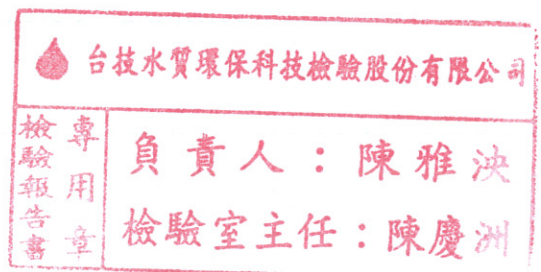 台技水質環保科技檢驗股份有限公司
檢驗報告書
專用章
負責人：陳雅泱
檢驗室主任：陳慶洲